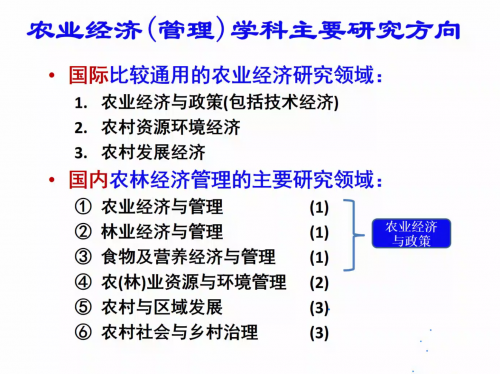 农业经济(管理)学科主要研究方向
• 国际比较通用的农业经济研究领域：
1. 农业经济与政策(包括技术经济)
2. 农村资源环境经济
3. 农村发展经济
• 国内农林经济管理的主要研究领域：
① 农业经济与管理 (1)
② 林业经济与管理 (1)
③ 食物及营养经济与管理 (1)
农业经济
与政策
④ 农(林)业资源与环境管理 (2)
⑤ 农村与区域发展 (3)
⑥ 农村社会与乡村治理 (3)